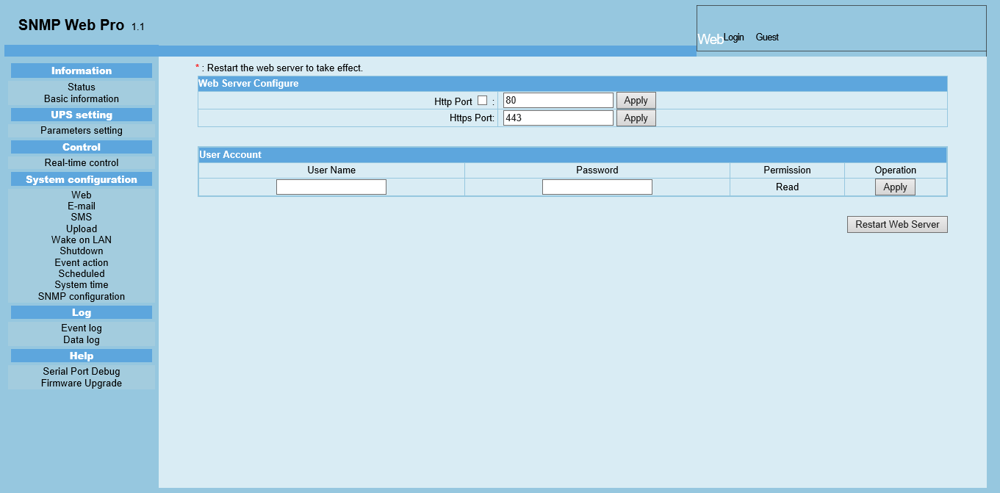 SNMP Web Pro 1.1
Web Login Guest
Information
Status
Basic information
UPS setting
Parameters setting
Control
Real-time control
System configuration
Web
E-mail
SMS
Upload
Wake on LAN
Shutdown
Event action
Scheduled
System time
SNMP configuration
Log
Event log
Data log
Help
Serial Port Debug
Firmware Upgrade
* : Restart the web server to take effect.
Web Server Configure
Http Port : 80 Apply
Https Port: 443 Apply
User Account
User Name Password Permission Operation
Read Apply
Restart Web Server